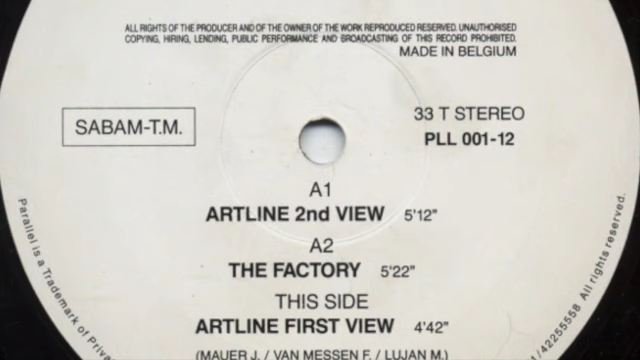 ALL RIGHTS OF THE PRODUCER AND OF THE OWNER OF THE WORK REPRODUCED RESERVED. UNAUTHORISED
COPYING, HIRING, LENDING, PUBLIC PERFORMANCE AND BROADCASTING OF THIS RECORD PROHIBITED.
MADE IN BELGIUM
SABAM-T.M.
33 T STEREO
PLL 001-12
A1
ARTLINE 2nd VIEW 5'12"
A2
THE FACTORY 5'22"
THIS SIDE
ARTLINE FIRST VIEW 4'42"
(MAUER J. / VAN MESSEN F. / LUJAN M.)
Parallel is a Trademark of Priva
/ 42255558 All rights reserved.